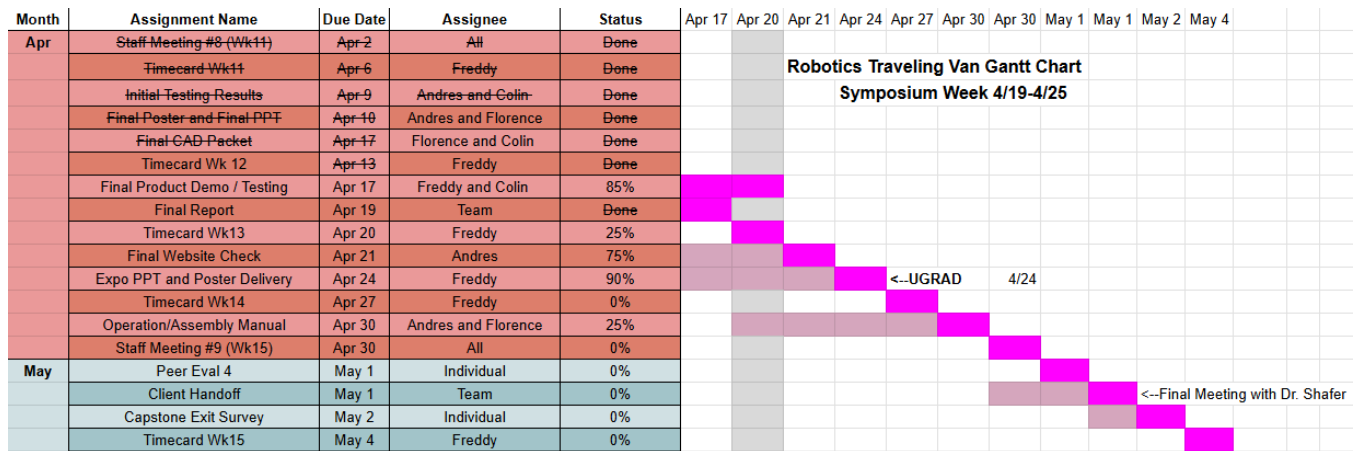 Month Assignment Name Due Date Assignee Status Apr 17 Apr 20 Apr 21 Apr 24 Apr 27 Apr 30 Apr 30 May 1 May 1 May 2 May 4
Apr Staff Meeting #8 (Wk11) Apr 2 All Done
Timecard Wk11 Apr 6 Freddy Done Robotics Traveling Van Gantt Chart
Initial Testing Results Apr 9 Andres and Colin Done Symposium Week 4/19-4/25
Final Poster and Final PPT Apr 10 Andres and Florence Done
Final CAD Packet Apr 17 Florence and Colin Done
Timecard Wk 12 Apr 13 Freddy Done
Final Product Demo / Testing Apr 17 Freddy and Colin 85%
Final Report Apr 19 Team Done
Timecard Wk13 Apr 20 Freddy 25%
Final Website Check Apr 21 Andres 75%
Expo PPT and Poster Delivery Apr 24 Freddy 90% <--UGRAD 4/24
Timecard Wk14 Apr 27 Freddy 0%
Operation/Assembly Manual Apr 30 Andres and Florence 25%
Staff Meeting #9 (Wk15) Apr 30 All 0%
May Peer Eval 4 May 1 Individual 0%
Client Handoff May 1 Team 0% <--Final Meeting with Dr. Shafer
Capstone Exit Survey May 2 Individual 0%
Timecard Wk15 May 4 Freddy 0%